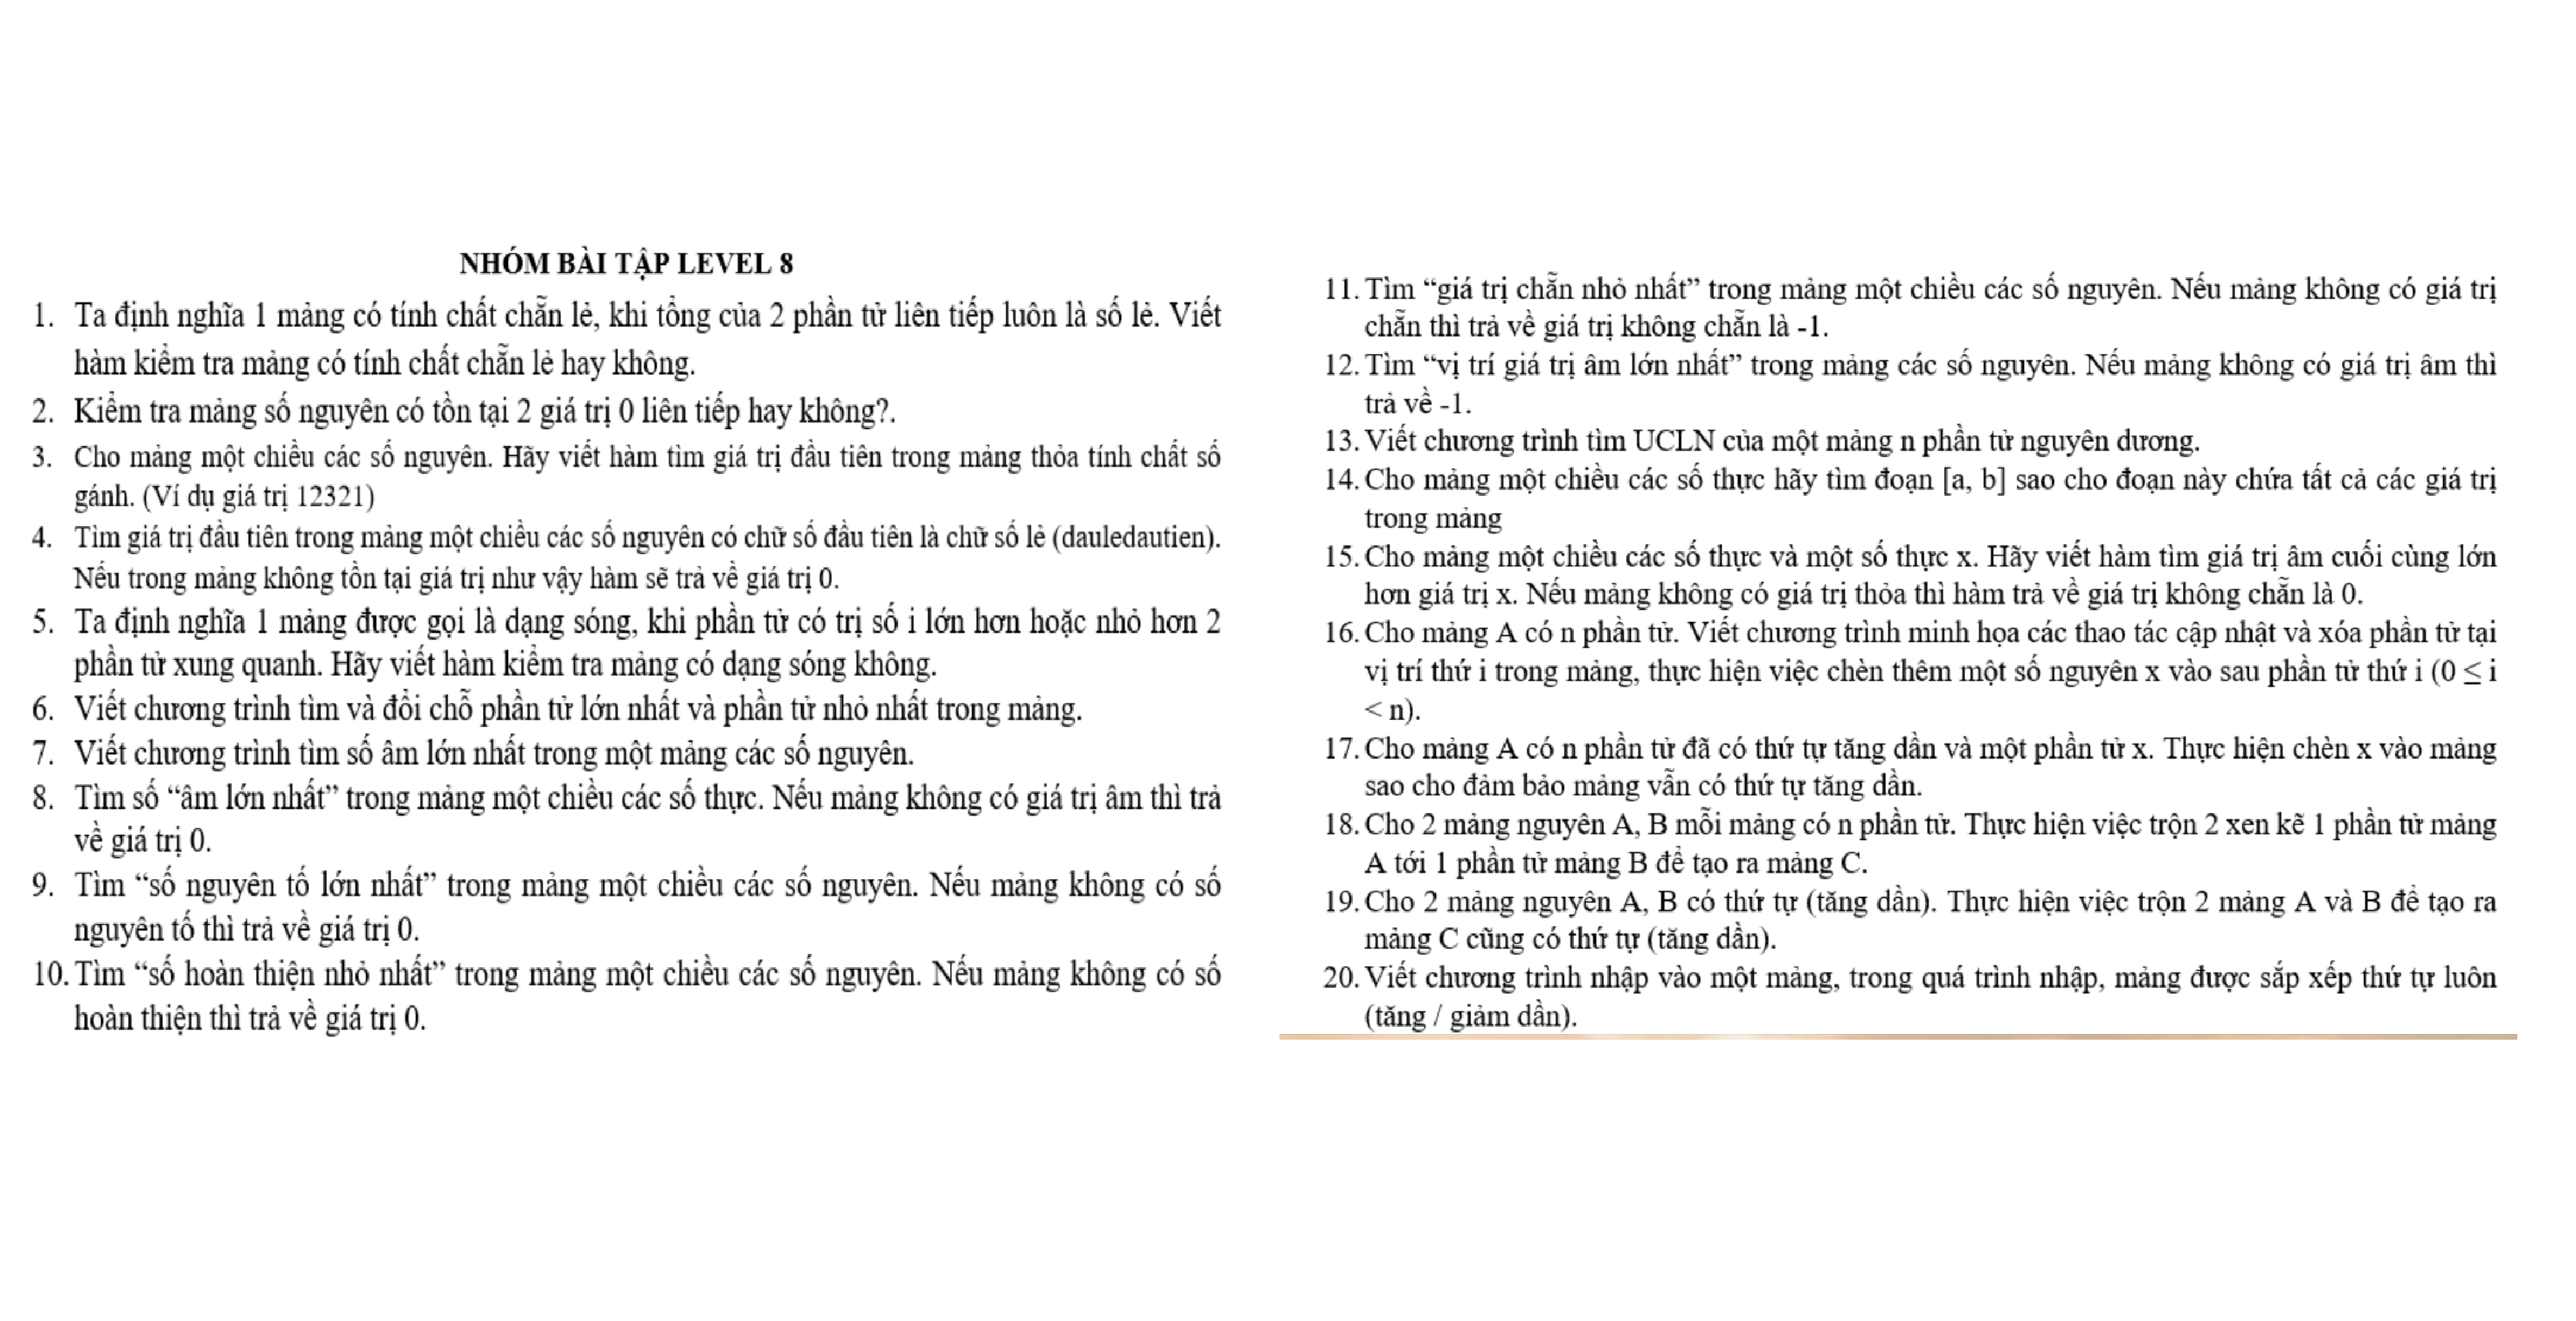 NHÓM BÀI TẬP LEVEL 8
1. Ta định nghĩa 1 mảng có tính chất chẵn lẻ, khi tổng của 2 phần tử liên tiếp luôn là số lẻ. Viết
hàm kiểm tra mảng có tính chất chẵn lẻ hay không.
2. Kiểm tra mảng số nguyên có tồn tại 2 giá trị 0 liên tiếp hay không?.
3. Cho mảng một chiều các số nguyên. Hãy viết hàm tìm giá trị đầu tiên trong mảng thỏa tính chất số
gánh. (Ví dụ giá trị 12321)
4. Tìm giá trị đầu tiên trong mảng một chiều các số nguyên có chữ số đầu tiên là chữ số lẻ (dauledautien).
Nếu trong mảng không tồn tại giá trị như vậy hàm sẽ trả về giá trị 0.
5. Ta định nghĩa 1 mảng được gọi là dạng sóng, khi phần tử có trị số i lớn hơn hoặc nhỏ hơn 2
phần tử xung quanh. Hãy viết hàm kiểm tra mảng có dạng sóng không.
6. Viết chương trình tìm và đổi chỗ phần tử lớn nhất và phần tử nhỏ nhất trong mảng.
7. Viết chương trình tìm số âm lớn nhất trong một mảng các số nguyên.
8. Tìm số “âm lớn nhất” trong mảng một chiều các số thực. Nếu mảng không có giá trị âm thì trả
về giá trị 0.
9. Tìm “số nguyên tố lớn nhất” trong mảng một chiều các số nguyên. Nếu mảng không có số
nguyên tố thì trả về giá trị 0.
10. Tìm “số hoàn thiện nhỏ nhất” trong mảng một chiều các số nguyên. Nếu mảng không có số
hoàn thiện thì trả về giá trị 0.
11. Tìm “giá trị chẵn nhỏ nhất” trong mảng một chiều các số nguyên. Nếu mảng không có giá trị
chẵn thì trả về giá trị không chẵn là -1.
12. Tìm “vị trí giá trị âm lớn nhất” trong mảng các số nguyên. Nếu mảng không có giá trị âm thì
trả về -1.
13. Viết chương trình tìm UCLN của một mảng n phần tử nguyên dương.
14. Cho mảng một chiều các số thực hãy tìm đoạn [a, b] sao cho đoạn này chứa tất cả các giá trị
trong mảng
15. Cho mảng một chiều các số thực và một số thực x. Hãy viết hàm tìm giá trị âm cuối cùng lớn
hơn giá trị x. Nếu mảng không có giá trị thỏa thì hàm trả về giá trị không chẵn là 0.
16. Cho mảng A có n phần tử. Viết chương trình minh họa các thao tác cập nhật và xóa phần tử tại
vị trí thứ i trong mảng, thực hiện việc chèn thêm một số nguyên x vào sau phần tử thứ i (0 ≤ i
< n).
17. Cho mảng A có n phần tử đã có thứ tự tăng dần và một phần tử x. Thực hiện chèn x vào mảng
sao cho đảm bảo mảng vẫn có thứ tự tăng dần.
18. Cho 2 mảng nguyên A, B mỗi mảng có n phần tử. Thực hiện việc trộn 2 xen kẽ 1 phần tử mảng
A tới 1 phần tử mảng B để tạo ra mảng C.
19. Cho 2 mảng nguyên A, B có thứ tự (tăng dần). Thực hiện việc trộn 2 mảng A và B để tạo ra
mảng C cũng có thứ tự (tăng dần).
20. Viết chương trình nhập vào một mảng, trong quá trình nhập, mảng được sắp xếp thứ tự luôn
(tăng / giảm dần).